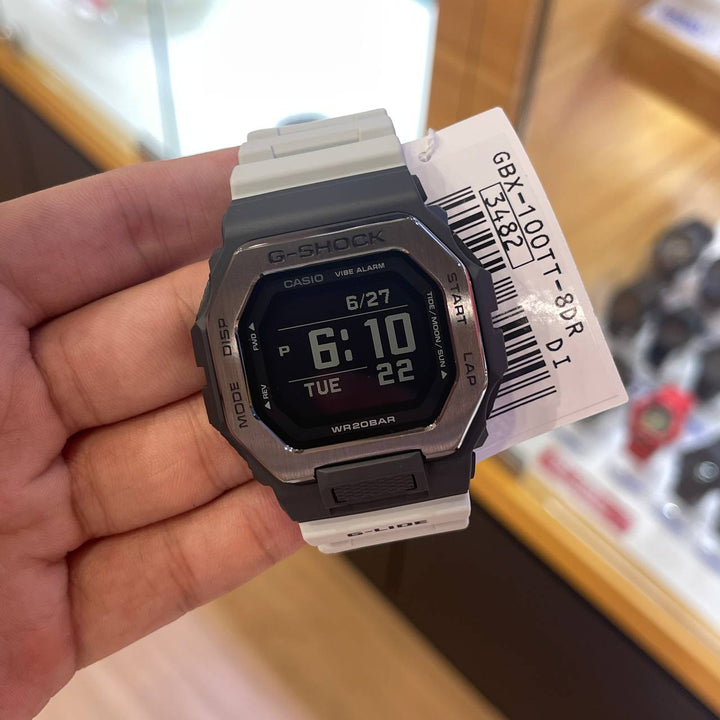 G-SHOCK
CASIO VIBE ALARM
6/27
P 6:10
TUE 22
WR20BAR
DISP
FWD
MODE
REV
START
TIDE/MOON/SUN
LAP
G-LIDE
GBX-100TT-8DR DI
3482